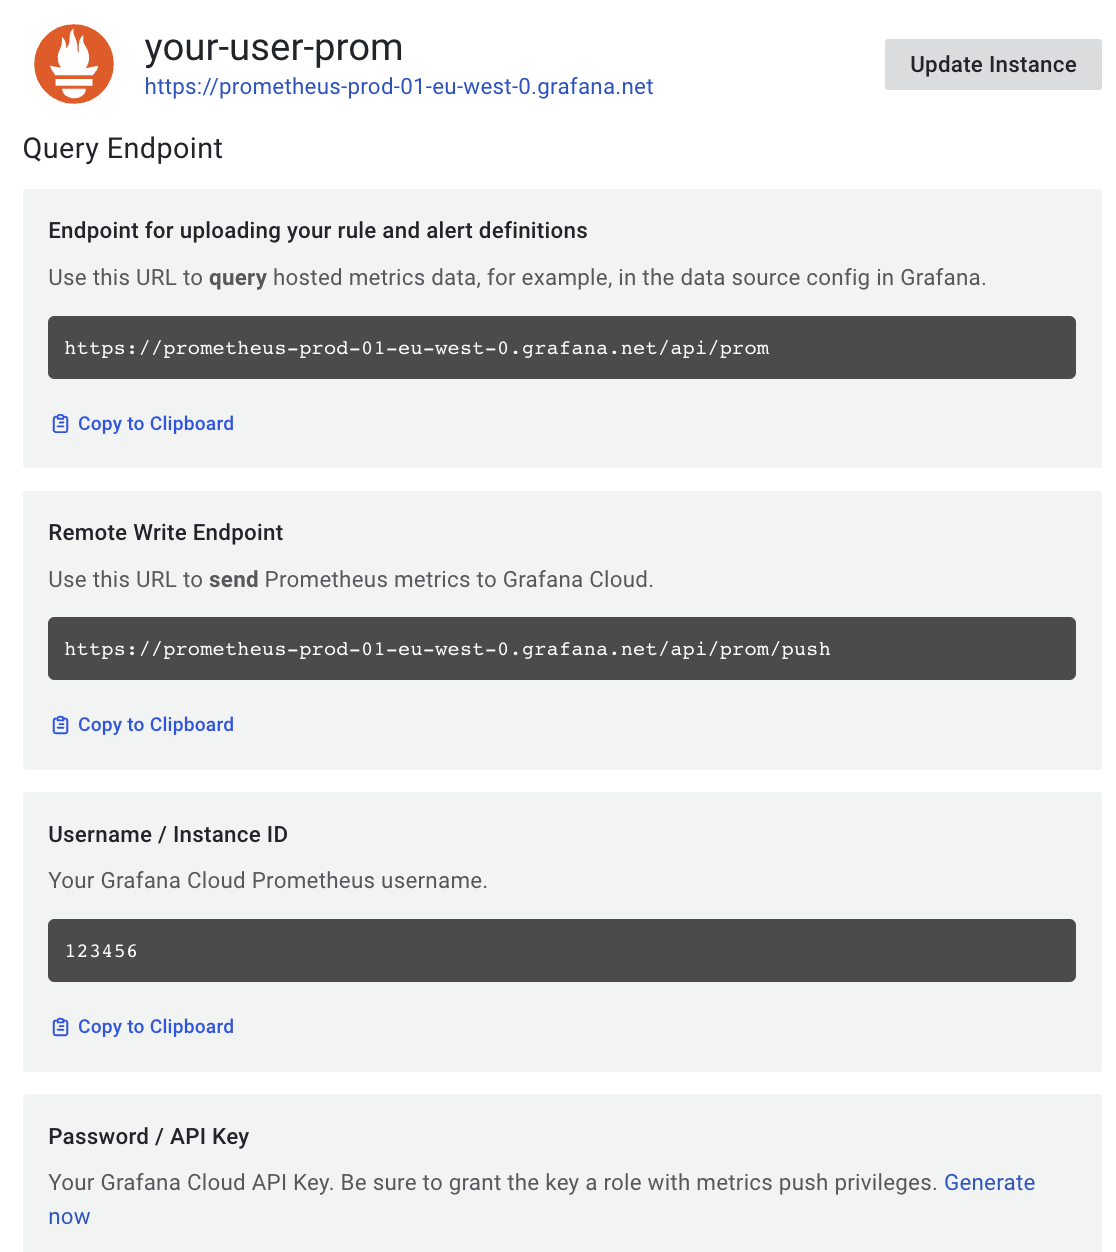 your-user-prom
https://prometheus-prod-01-eu-west-0.grafana.net
Update Instance
Query Endpoint
Endpoint for uploading your rule and alert definitions
Use this URL to query hosted metrics data, for example, in the data source config in Grafana.
https://prometheus-prod-01-eu-west-0.grafana.net/api/prom
Copy to Clipboard
Remote Write Endpoint
Use this URL to send Prometheus metrics to Grafana Cloud.
https://prometheus-prod-01-eu-west-0.grafana.net/api/prom/push
Copy to Clipboard
Username / Instance ID
Your Grafana Cloud Prometheus username.
123456
Copy to Clipboard
Password / API Key
Your Grafana Cloud API Key. Be sure to grant the key a role with metrics push privileges. Generate
now